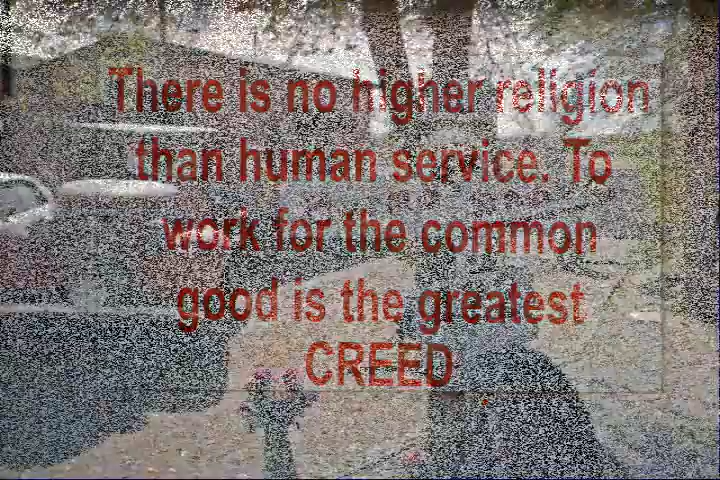 There is no higher religion
than human service. To
work for the common
good is the greatest
CREED